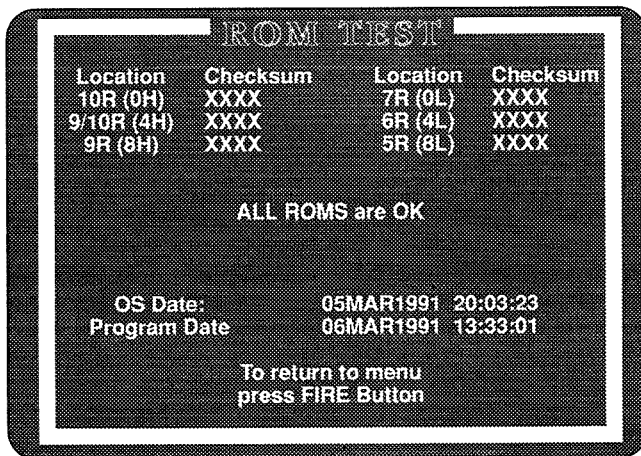 ROM TEST
Location Checksum Location Checksum
10R (0H) XXXX 7R (0L) XXXX
9/10R (4H) XXXX 6R (4L) XXXX
9R (8H) XXXX 5R (8L) XXXX
ALL ROMS are OK
OS Date: 05MAR1991 20:03:23
Program Date 06MAR1991 13:33:01
To return to menu
press FIRE Button